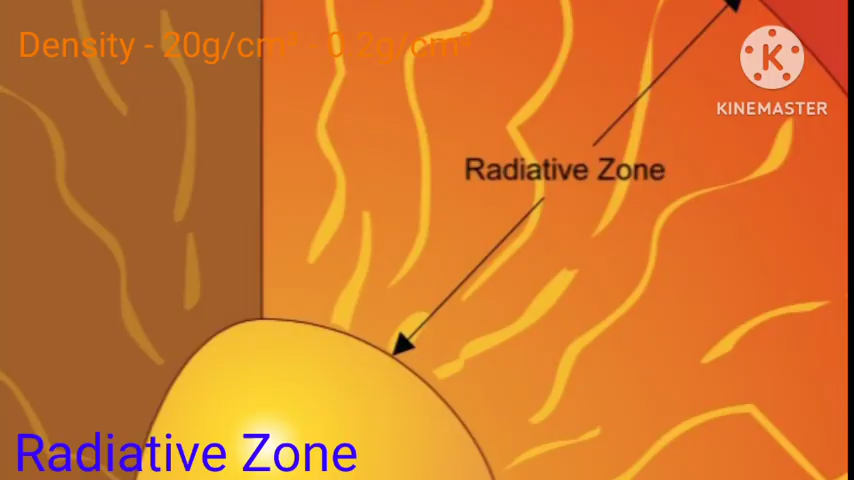 Density - 20g/cm³ - 0.2g/cm³
KINEMASTER
Radiative Zone
Radiative Zone